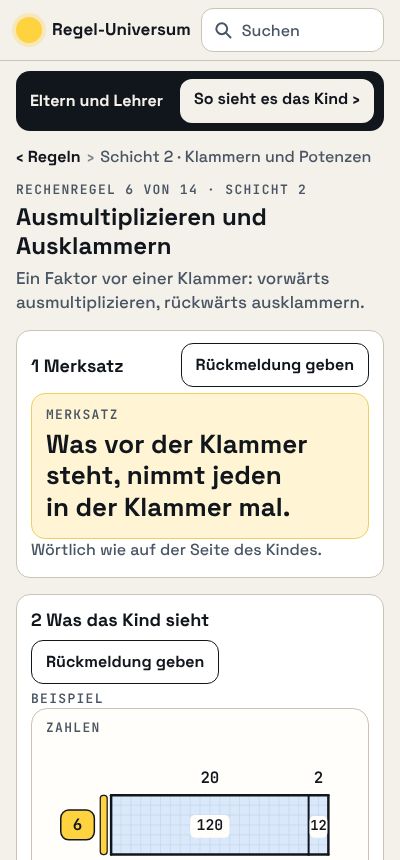 Regel-Universum
Suchen
Eltern und Lehrer
So sieht es das Kind >
< Regeln > Schicht 2 · Klammern und Potenzen
RECHENREGEL 6 VON 14 · SCHICHT 2
Ausmultiplizieren und
Ausklammern
Ein Faktor vor einer Klammer: vorwärts
ausmultiplizieren, rückwärts ausklammern.
1 Merksatz
Rückmeldung geben
MERKSATZ
Was vor der Klammer
steht, nimmt jeden
in der Klammer mal.
Wörtlich wie auf der Seite des Kindes.
2 Was das Kind sieht
Rückmeldung geben
BEISPIEL
ZAHLEN
20 2
6 120 12